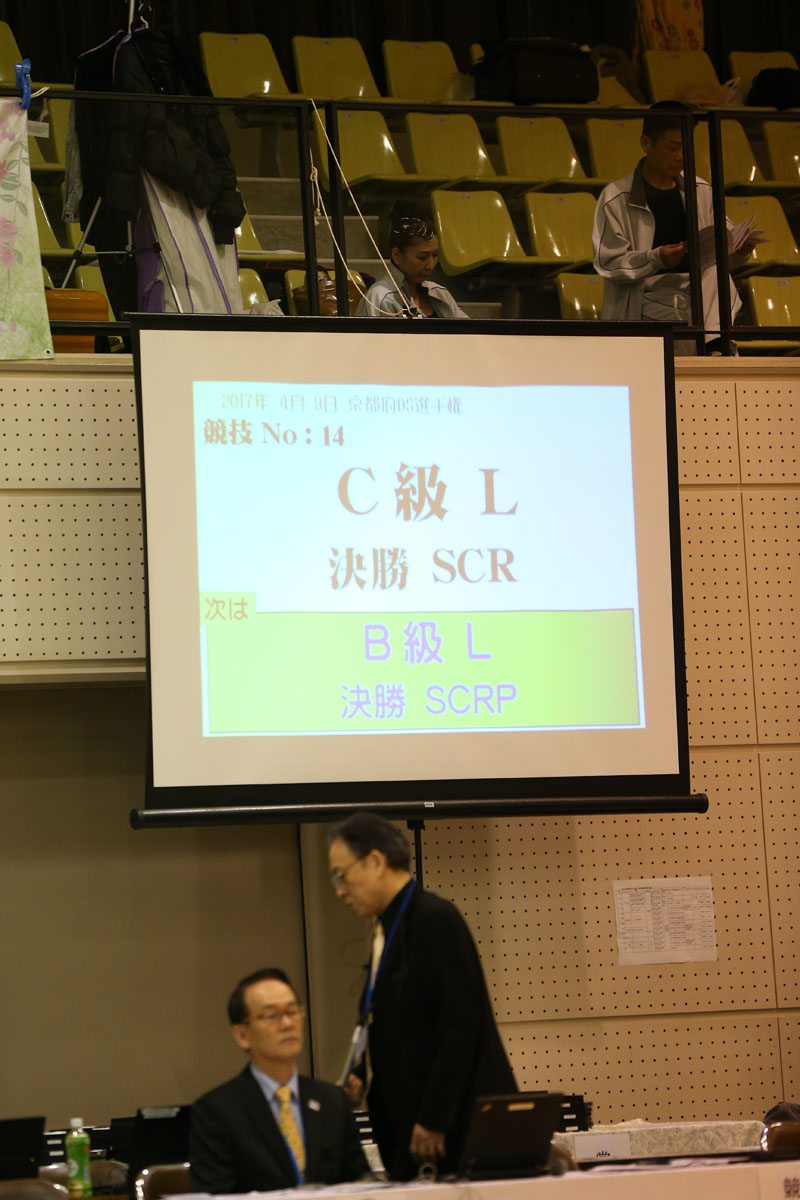 2017年 4月 9日 京都府DS選手権
競技 No：14
C級 L
決勝 SCR
次は
B級 L
決勝 SCRP